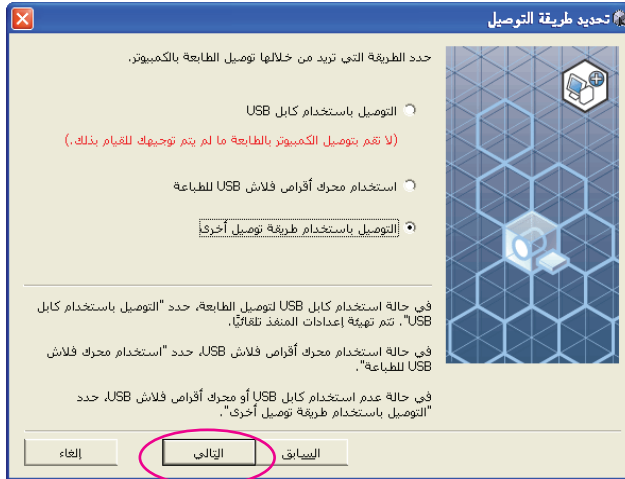 تحديد طريقة التوصيل
حدد الطريقة التي تريد من خلالها توصيل الطابعة بالكمبيوتر.
التوصيل باستخدام كابل USB
(لا تقم بتوصيل الكمبيوتر بالطابعة ما لم يتم توجيهك للقيام بذلك.)
استخدام محرك أقراص فلاش USB للطباعة
التوصيل باستخدام طريقة توصيل أخرى
في حالة استخدام كابل USB لتوصيل الطابعة، حدد "التوصيل باستخدام كابل
USB". تتم تهيئة إعدادات المنفذ تلقائيًا.
في حالة استخدام محرك أقراص فلاش USB، حدد "استخدام محرك فلاش
USB للطباعة".
في حالة عدم استخدام كابل USB أو محرك أقراص فلاش USB، حدد
"التوصيل باستخدام طريقة توصيل أخرى".
السابق
التالي
إلغاء